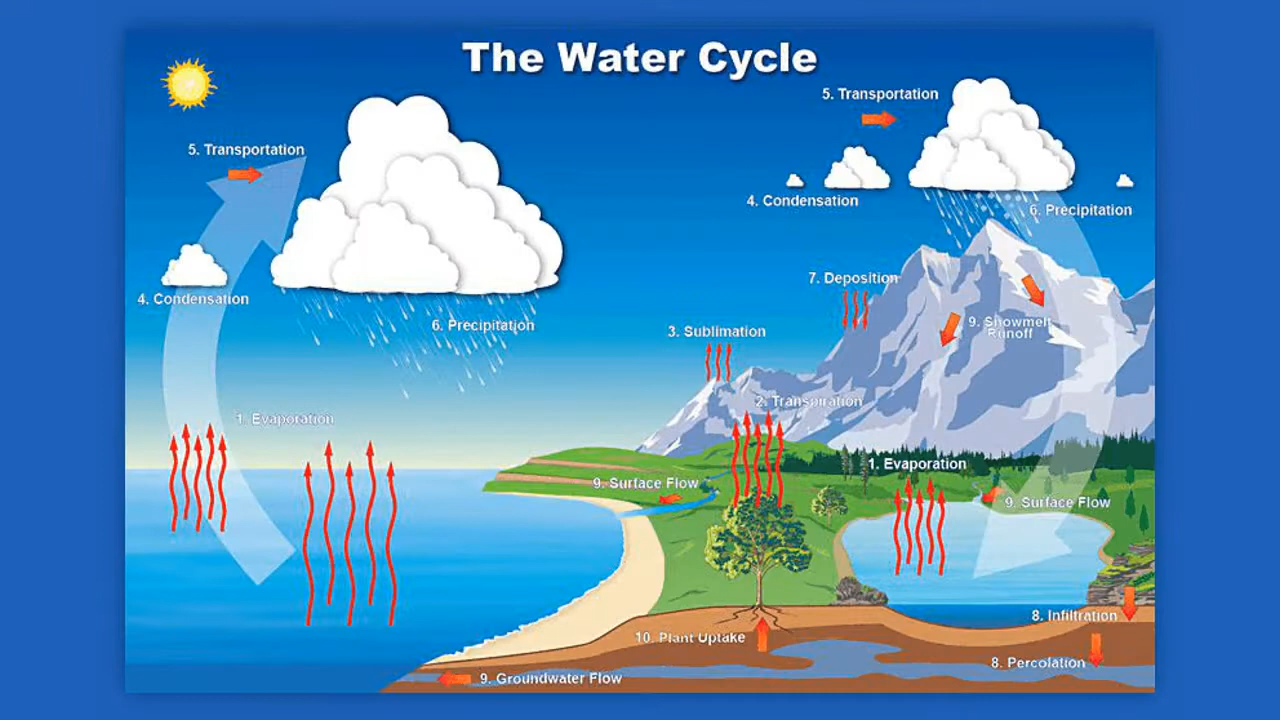 The Water Cycle
5. Transportation
5. Transportation
4. Condensation
6. Precipitation
7. Deposition
4. Condensation
6. Precipitation
3. Sublimation
9. Snowmelt
Runoff
2. Transpiration
1. Evaporation
1. Evaporation
9. Surface Flow
9. Surface Flow
8. Infiltration
10. Plant Uptake
8. Percolation
9. Groundwater Flow